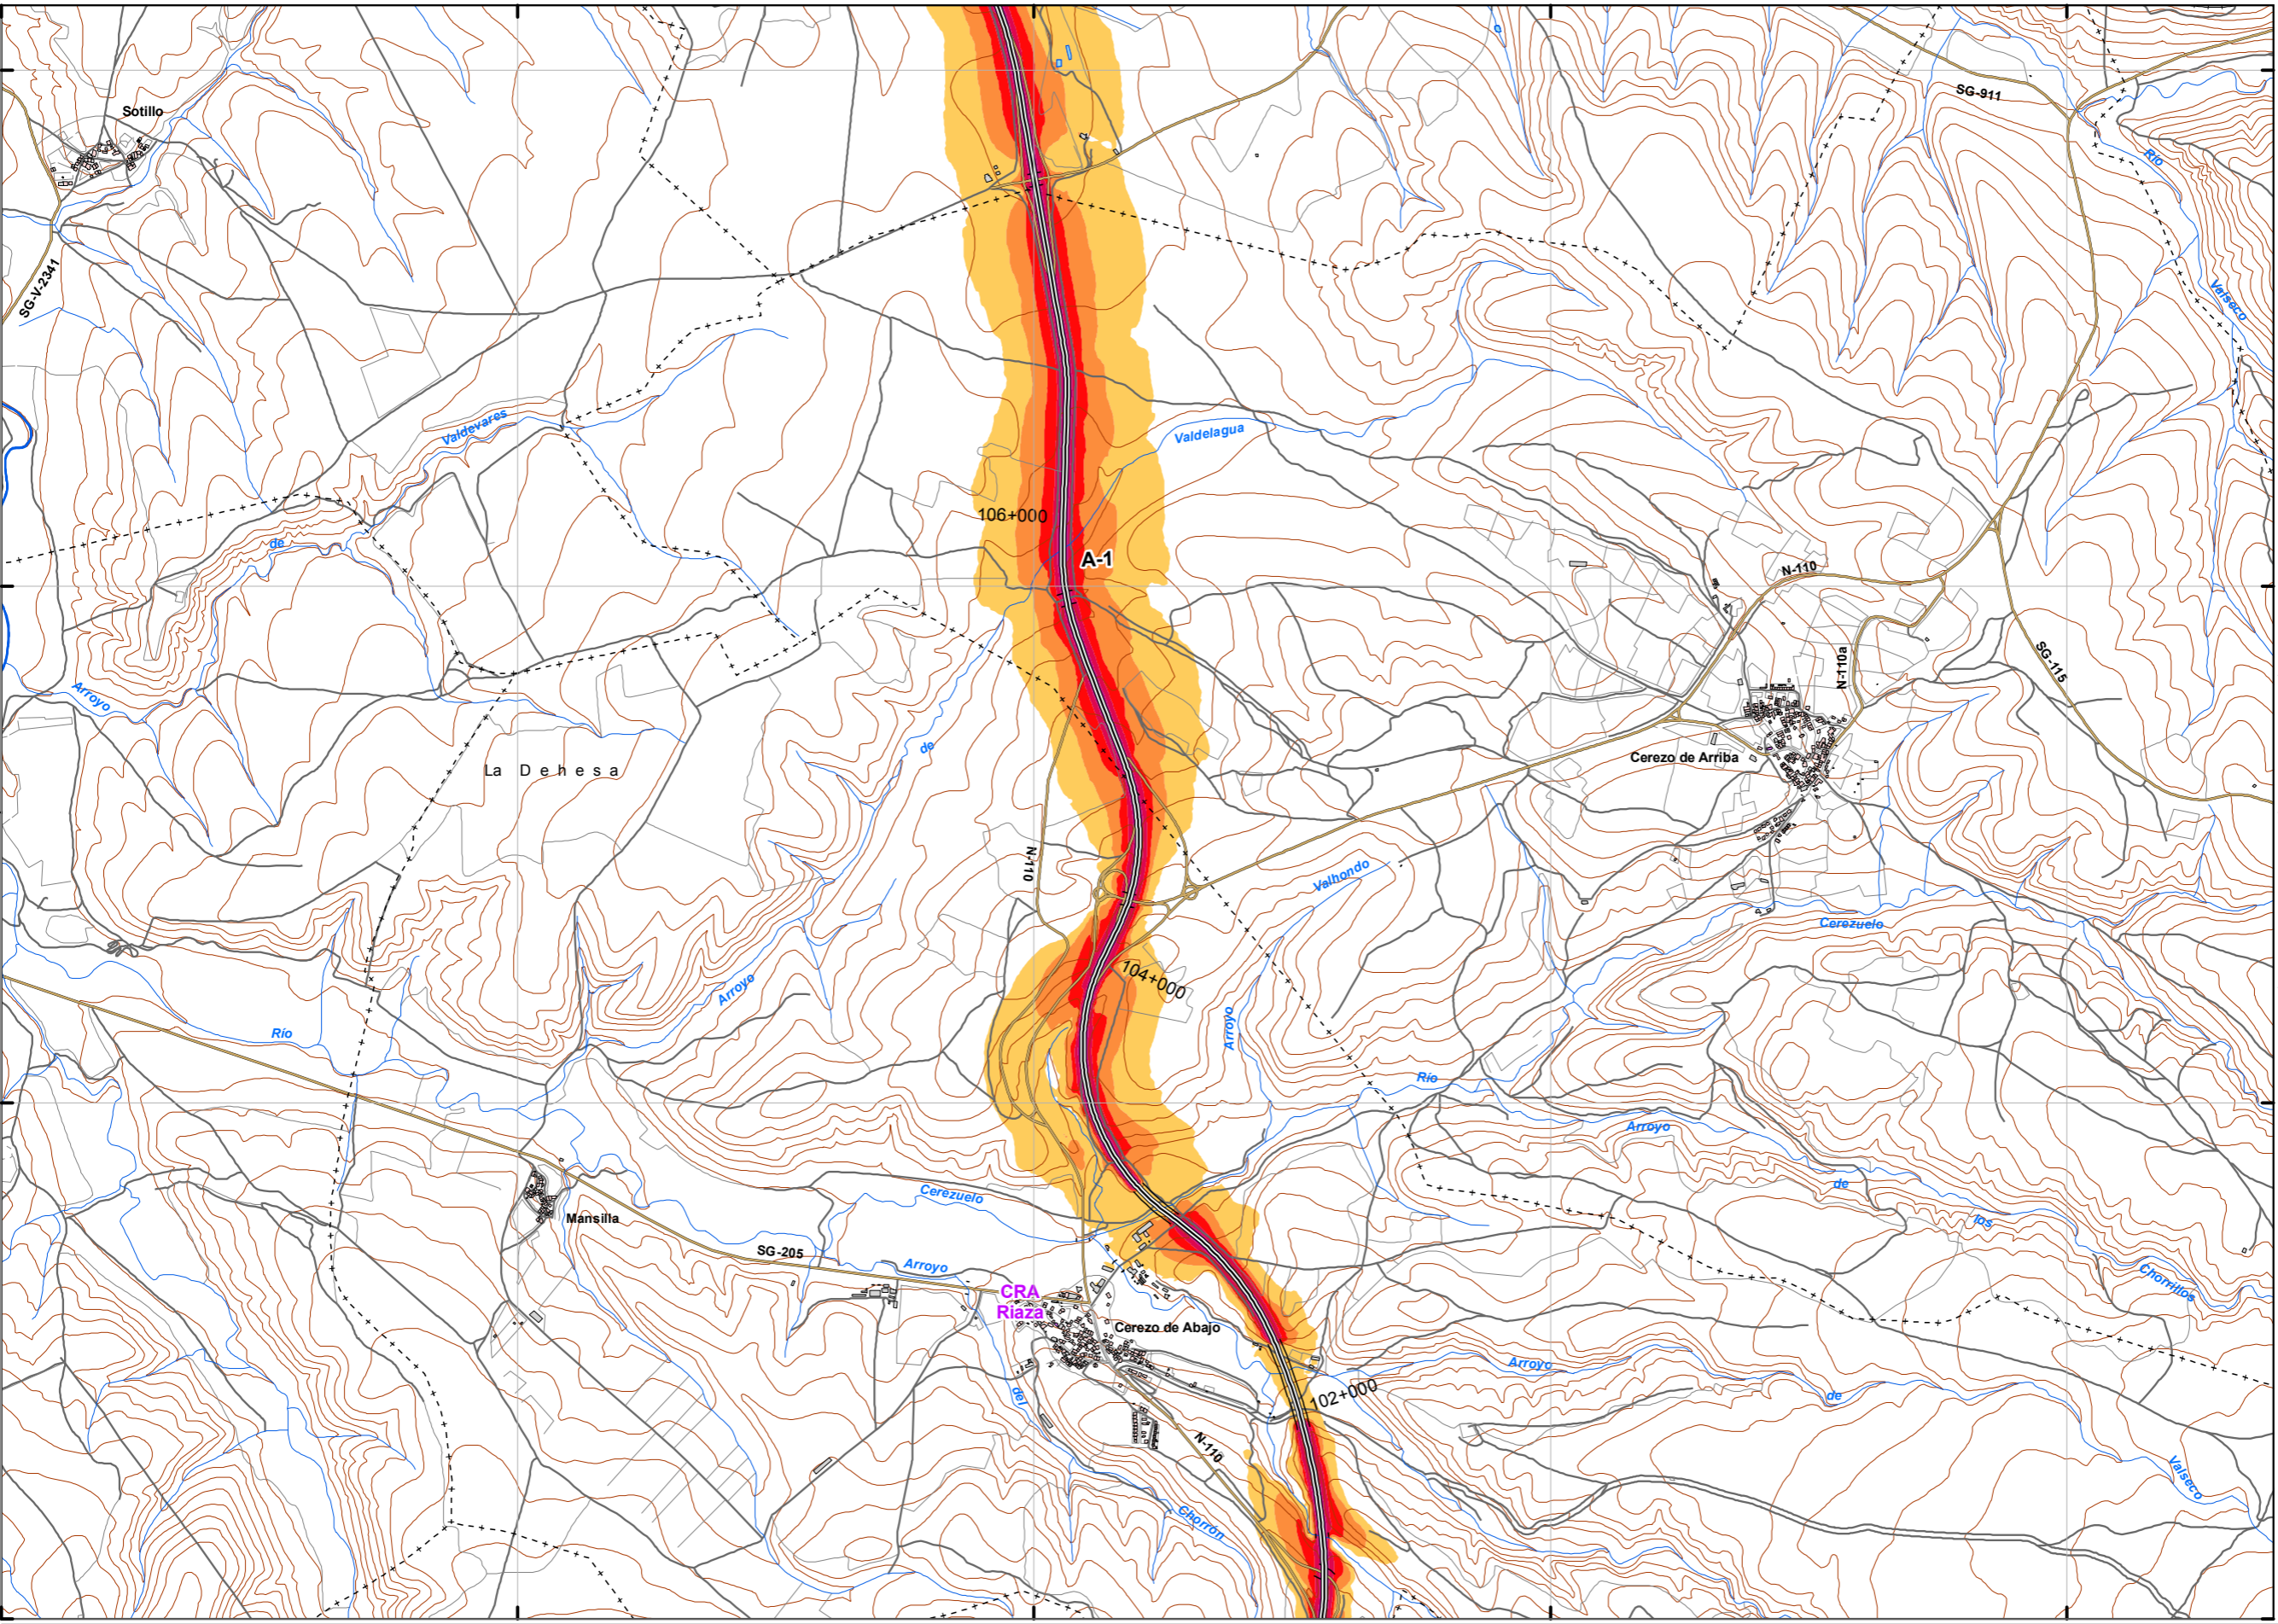 Sotillo
SG-911
Río
SG-V-2341
Valseco
Valdevares
Valdelagua
106+000
de
A-1
N-110
N-110a
SG-115
Arroyo
de
La Dehesa
Cerezo de Arriba
N-110
Valhondo
Cerezuelo
104+000
Arroyo
Río
Arroyo
Río
Arroyo
de
Cerezuelo
los
Mansilla
SG-205
Arroyo
Chorrillos
CRA
Riaza
Cerezo de Abajo
Arroyo
de
102+000
del
N-110
Valseco
Chorrón